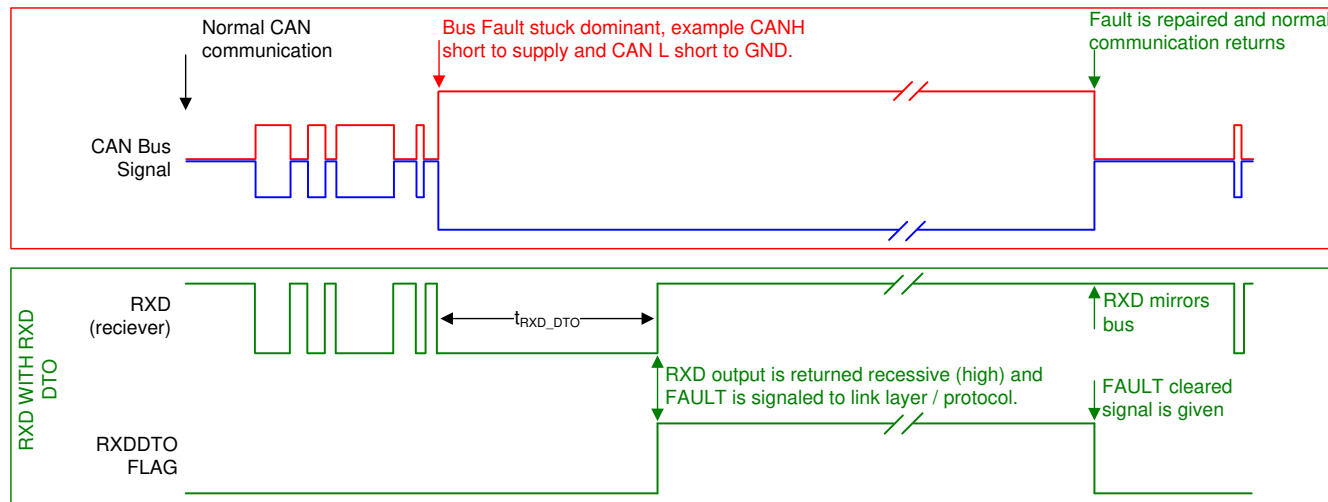 Normal CAN
communication
Bus Fault stuck dominant, example CANH
short to supply and CAN L short to GND.
Fault is repaired and normal
communication returns
CAN Bus
Signal
RXD WITH RXD
DTO
RXD
(reciever)
tRXD_DTO
RXD mirrors
bus
RXD output is returned recessive (high) and
FAULT is signaled to link layer / protocol.
FAULT cleared
signal is given
RXDDTO
FLAG